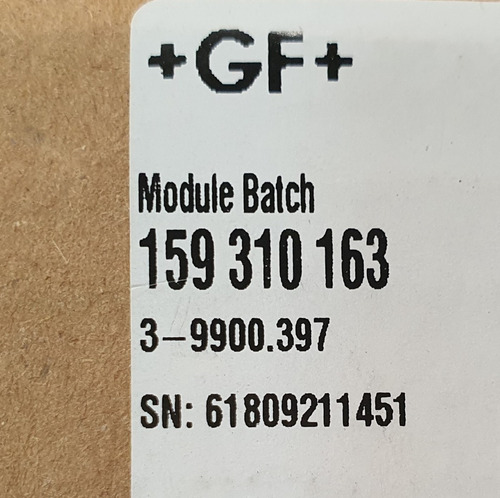 +GF+
Module Batch
159 310 163
3-9900.397
SN: 61809211451